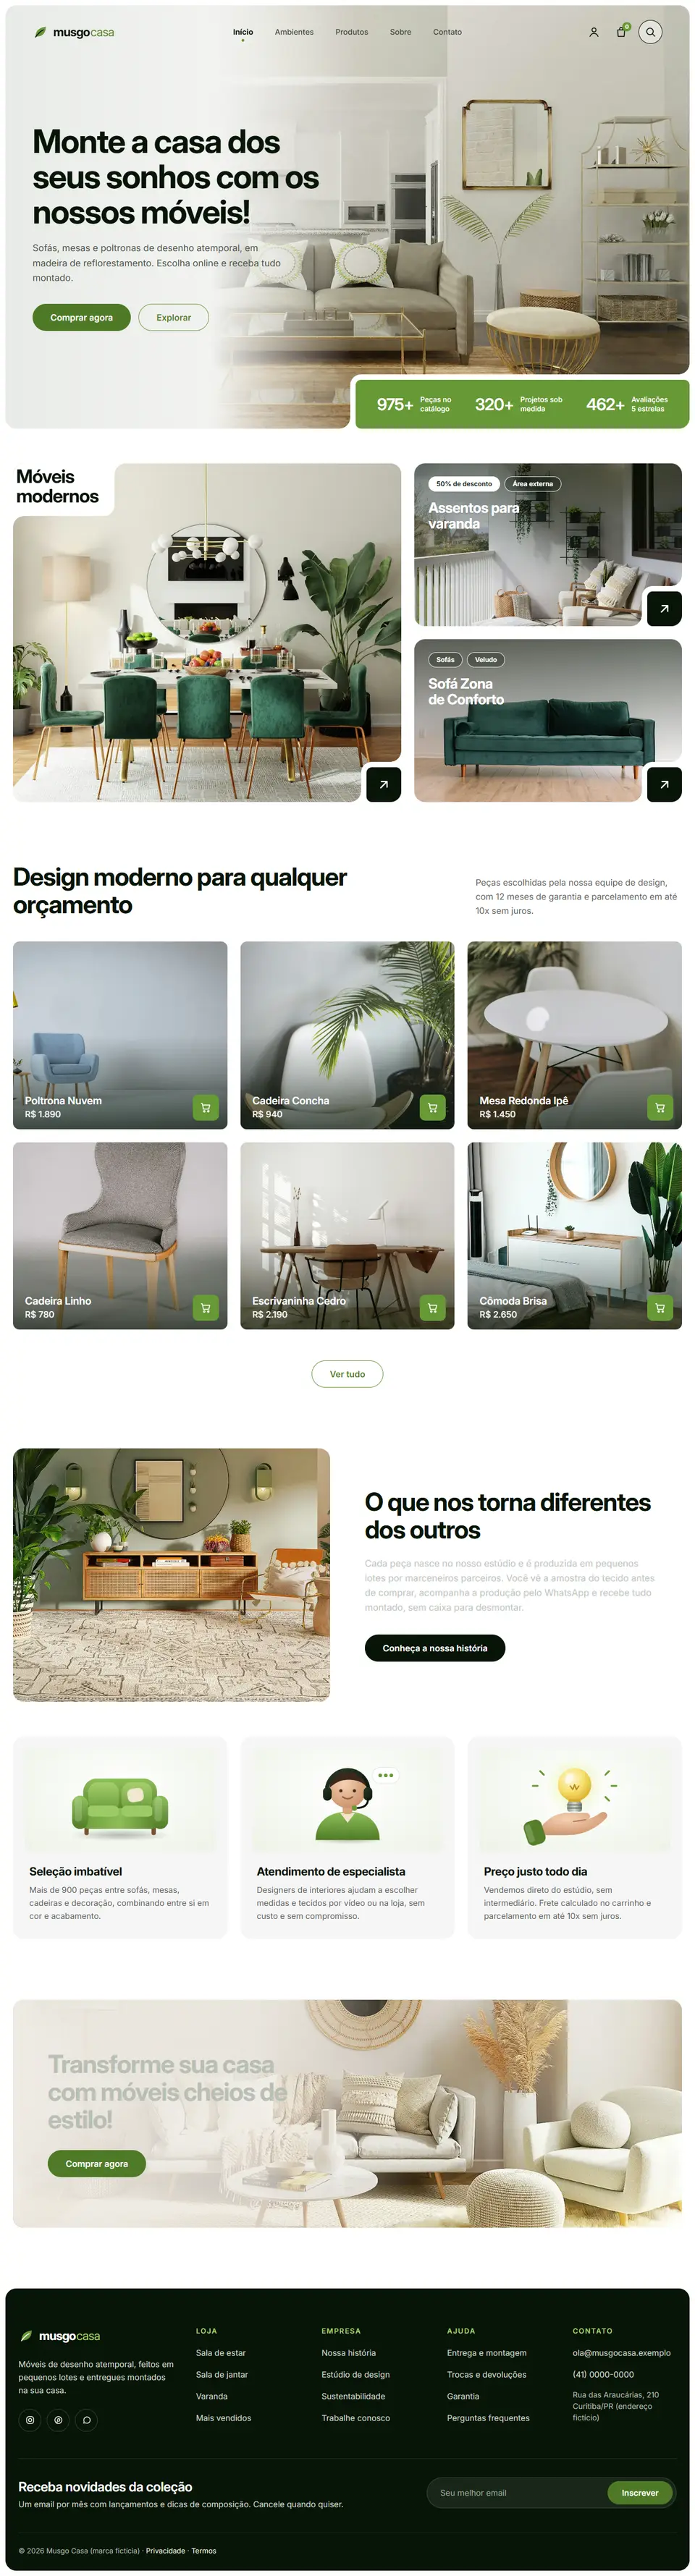 musgocasa
Início
Ambientes
Produtos
Sobre
Contato
0
Monte a casa dos
seus sonhos com os
nossos móveis!
Sofás, mesas e poltronas de desenho atemporal, em
madeira de reflorestamento. Escolha online e receba tudo
montado.
Comprar agora
Explorar
975+
Peças no
catálogo
320+
Projetos sob
medida
462+
Avaliações
5 estrelas
Móveis
modernos
50% de desconto
Área externa
Assentos para
varanda
Sofás
Veludo
Sofá Zona
de Conforto
Design moderno para qualquer
orçamento
Peças escolhidas pela nossa equipe de design,
com 12 meses de garantia e parcelamento em até
10x sem juros.
Poltrona Nuvem
R$ 1.890
Cadeira Concha
R$ 940
Mesa Redonda Ipê
R$ 1.450
Cadeira Linho
R$ 780
Escrivaninha Cedro
R$ 2.190
Cômoda Brisa
R$ 2.650
Ver tudo
O que nos torna diferentes
dos outros
Cada peça nasce no nosso estúdio e é produzida em pequenos
lotes por marceneiros parceiros. Você vê a amostra do tecido antes
de comprar, acompanha a produção pelo WhatsApp e recebe tudo
montado, sem caixa para desmontar.
Conheça a nossa história
Seleção imbatível
Mais de 900 peças entre sofás, mesas,
cadeiras e decoração, combinando entre si em
cor e acabamento.
Atendimento de especialista
Designers de interiores ajudam a escolher
medidas e tecidos por vídeo ou na loja, sem
custo e sem compromisso.
Preço justo todo dia
Vendemos direto do estúdio, sem
intermediário. Frete calculado no carrinho e
parcelamento em até 10x sem juros.
Transforme sua casa
com móveis cheios de
estilo!
Comprar agora
musgocasa
Móveis de desenho atemporal, feitos em
pequenos lotes e entregues montados
na sua casa.
LOJA
Sala de estar
Sala de jantar
Varanda
Mais vendidos
EMPRESA
Nossa história
Estúdio de design
Sustentabilidade
Trabalhe conosco
AJUDA
Entrega e montagem
Trocas e devoluções
Garantia
Perguntas frequentes
CONTATO
ola@musgocasa.exemplo
(41) 0000-0000
Rua das Araucárias, 210
Curitiba/PR (endereço
fictício)
Receba novidades da coleção
Um email por mês com lançamentos e dicas de composição. Cancele quando quiser.
Seu melhor email
Inscrever
© 2026 Musgo Casa (marca fictícia) · Privacidade · Termos